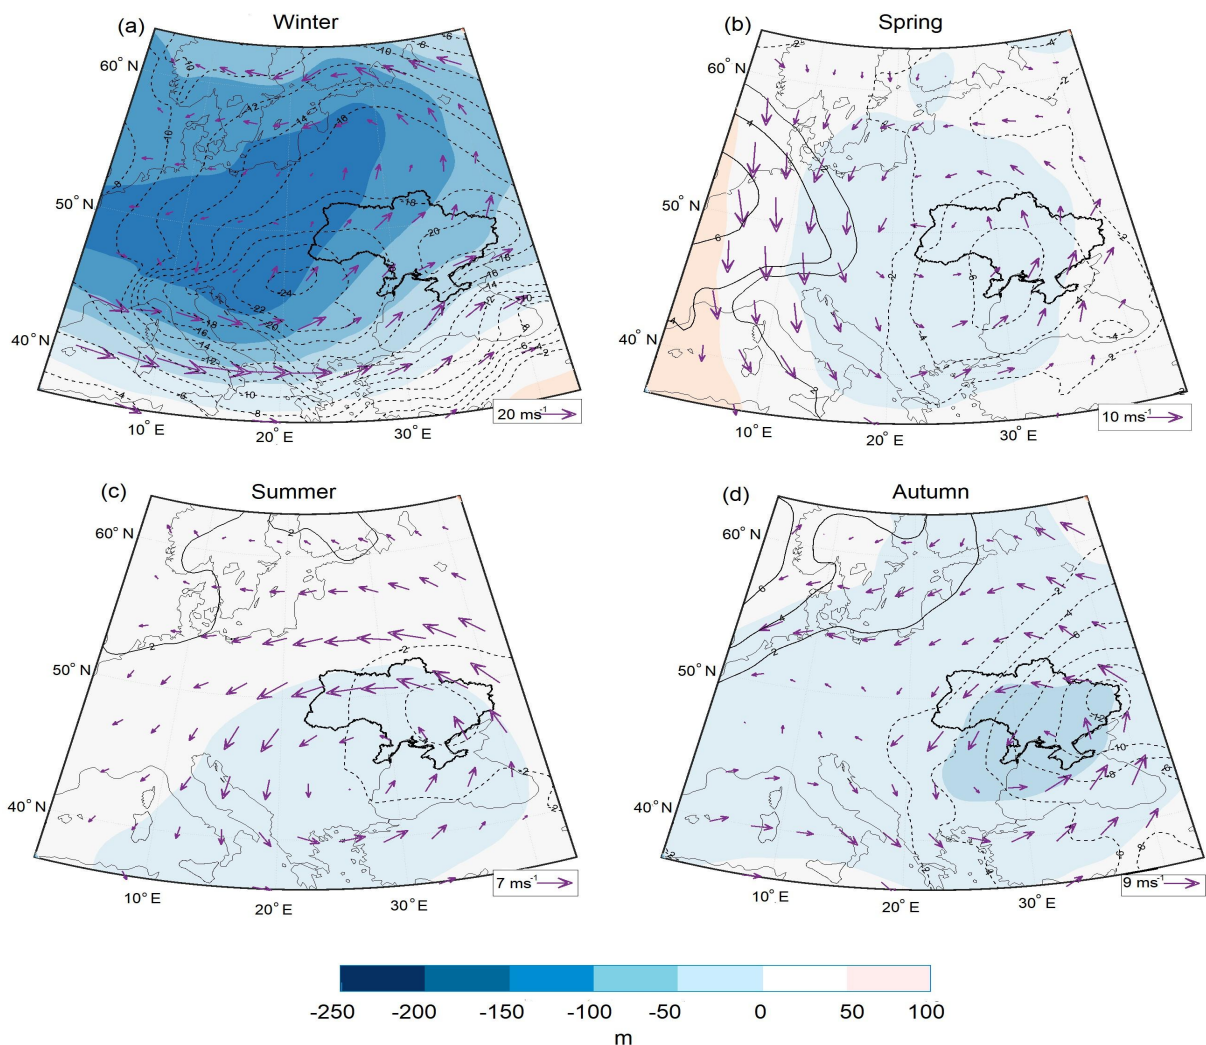 (a) Winter
60° N
50° N
40° N
10° E
20° E
30° E
20 ms⁻¹
(b) Spring
60° N
50° N
40° N
10° E
20° E
30° E
10 ms⁻¹
(c) Summer
60° N
50° N
40° N
10° E
20° E
30° E
7 ms⁻¹
(d) Autumn
60° N
50° N
40° N
10° E
20° E
30° E
9 ms⁻¹
-250 -200 -150 -100 -50 0 50 100
m